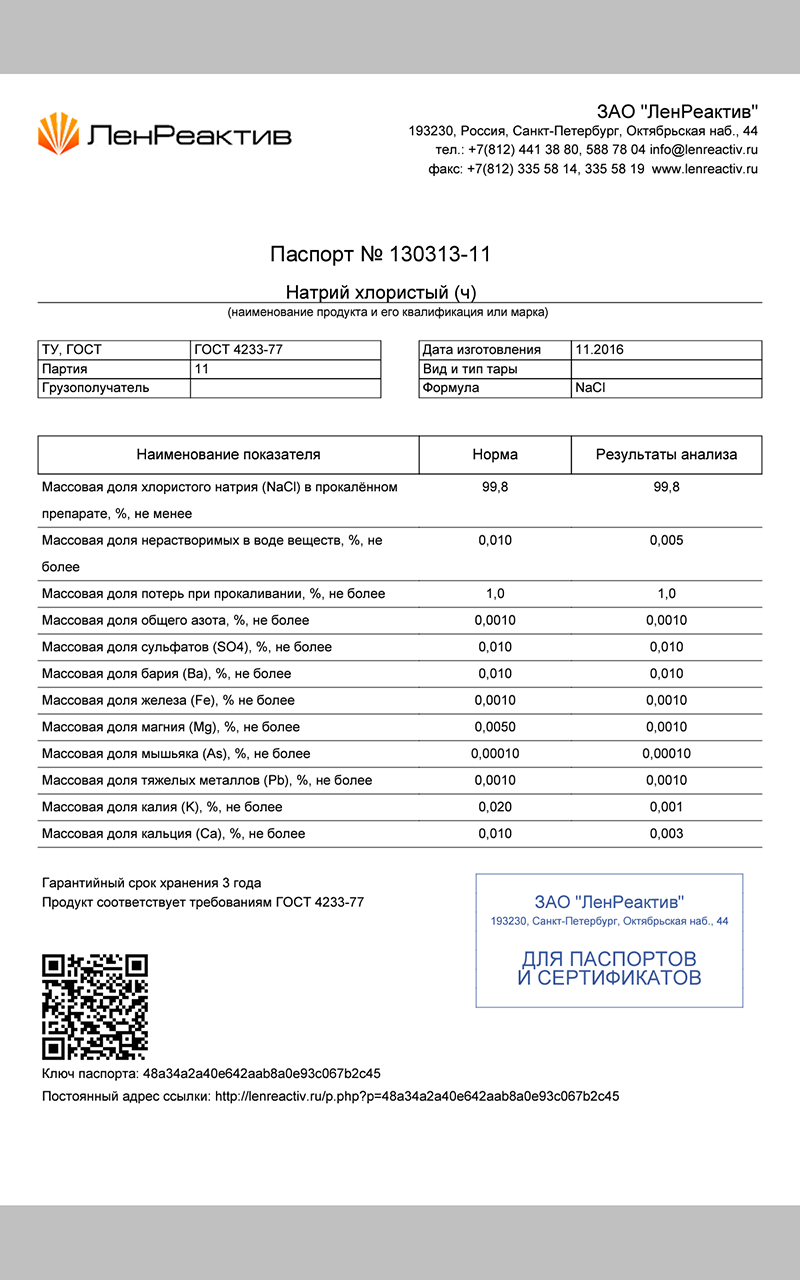 ЛенРеактив
ЗАО "ЛенРеактив"
193230, Россия, Санкт-Петербург, Октябрьская наб., 44
тел.: +7(812) 441 38 80, 588 78 04 info@lenreactiv.ru
факс: +7(812) 335 58 14, 335 58 19 www.lenreactiv.ru
Паспорт № 130313-11
Натрий хлористый (ч)
(наименование продукта и его квалификация или марка)
ТУ, ГОСТ ГОСТ 4233-77
Партия 11
Грузополучатель
Дата изготовления 11.2016
Вид и тип тары
Формула NaCl
Наименование показателя Норма Результаты анализа
Массовая доля хлористого натрия (NaCl) в прокалённом 99,8 99,8
препарате, %, не менее
Массовая доля нерастворимых в воде веществ, %, не 0,010 0,005
более
Массовая доля потерь при прокаливании, %, не более 1,0 1,0
Массовая доля общего азота, %, не более 0,0010 0,0010
Массовая доля сульфатов (SO4), %, не более 0,010 0,010
Массовая доля бария (Ba), %, не более 0,010 0,010
Массовая доля железа (Fe), % не более 0,0010 0,0010
Массовая доля магния (Mg), %, не более 0,0050 0,0010
Массовая доля мышьяка (As), %, не более 0,00010 0,00010
Массовая доля тяжелых металлов (Pb), %, не более 0,0010 0,0010
Массовая доля калия (K), %, не более 0,020 0,001
Массовая доля кальция (Ca), %, не более 0,010 0,003
Гарантийный срок хранения 3 года
Продукт соответствует требованиям ГОСТ 4233-77
ЗАО "ЛенРеактив"
193230, Санкт-Петербург, Октябрьская наб., 44
ДЛЯ ПАСПОРТОВ
И СЕРТИФИКАТОВ
Ключ паспорта: 48a34a2a40e642aab8a0e93c067b2c45
Постоянный адрес ссылки: http://lenreactiv.ru/p.php?p=48a34a2a40e642aab8a0e93c067b2c45